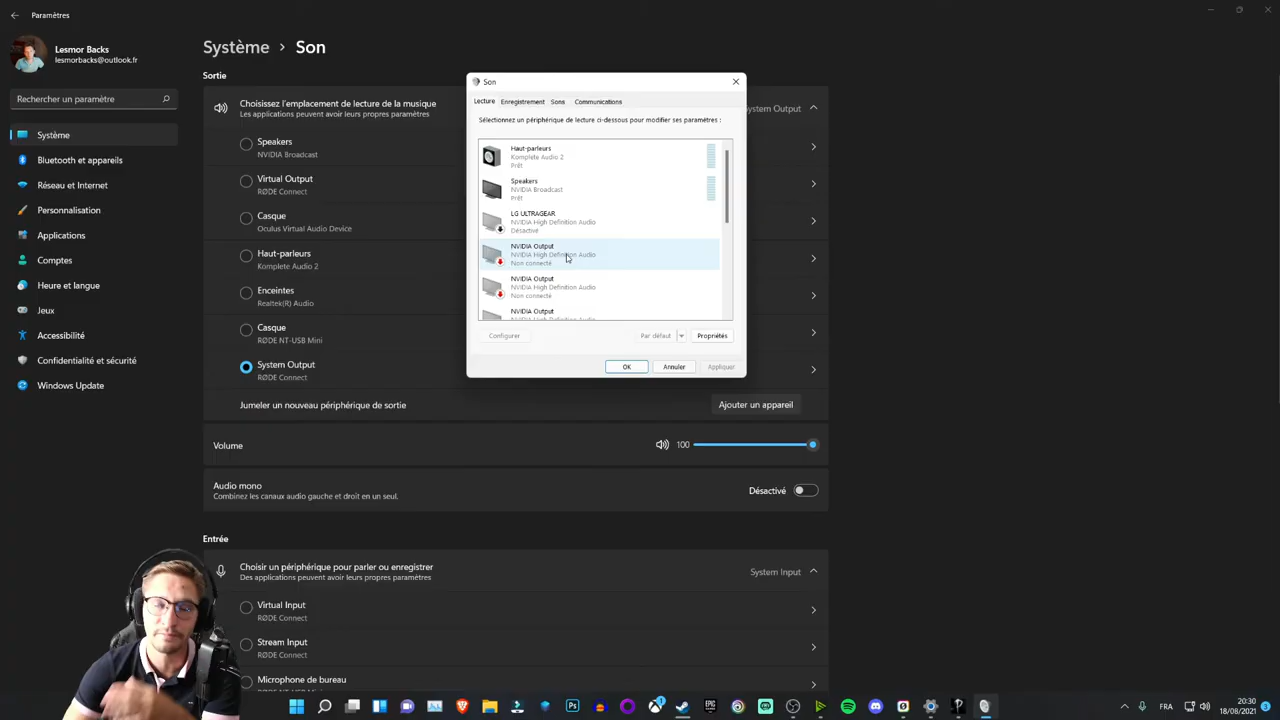 Paramètres
Lesmor Backs
lesmorbacks@outlook.fr
Rechercher un paramètre
Système
Bluetooth et appareils
Réseau et Internet
Personnalisation
Applications
Comptes
Heure et langue
Jeux
Accessibilité
Confidentialité et sécurité
Windows Update
Système > Son
Sortie
Choisissez l'emplacement de lecture de la musique
Les applications peuvent avoir leurs propres paramètres
System Output
Speakers
NVIDIA Broadcast
Virtual Output
RØDE Connect
Casque
Oculus Virtual Audio Device
Haut-parleurs
Komplete Audio 2
Enceintes
Realtek(R) Audio
Casque
RØDE NT-USB Mini
System Output
RØDE Connect
Jumeler un nouveau périphérique de sortie
Ajouter un appareil
Volume
100
Audio mono
Combinez les canaux audio gauche et droit en un seul.
Désactivé
Entrée
Choisir un périphérique pour parler ou enregistrer
Des applications peuvent avoir leurs propres paramètres
System Input
Virtual Input
RØDE Connect
Stream Input
RØDE Connect
Microphone de bureau
Son
Lecture Enregistrement Sons Communications
Sélectionnez un périphérique de lecture ci-dessous pour modifier ses paramètres :
Haut-parleurs
Komplete Audio 2
Prêt
Speakers
NVIDIA Broadcast
Prêt
LG ULTRAGEAR
NVIDIA High Definition Audio
Désactivé
NVIDIA Output
NVIDIA High Definition Audio
Non connecté
NVIDIA Output
NVIDIA High Definition Audio
Non connecté
NVIDIA Output
NVIDIA High Definition Audio
Configurer
Par défaut
Propriétés
OK
Annuler
Appliquer
Ps
EPIC
FRA
20:30
18/08/2021